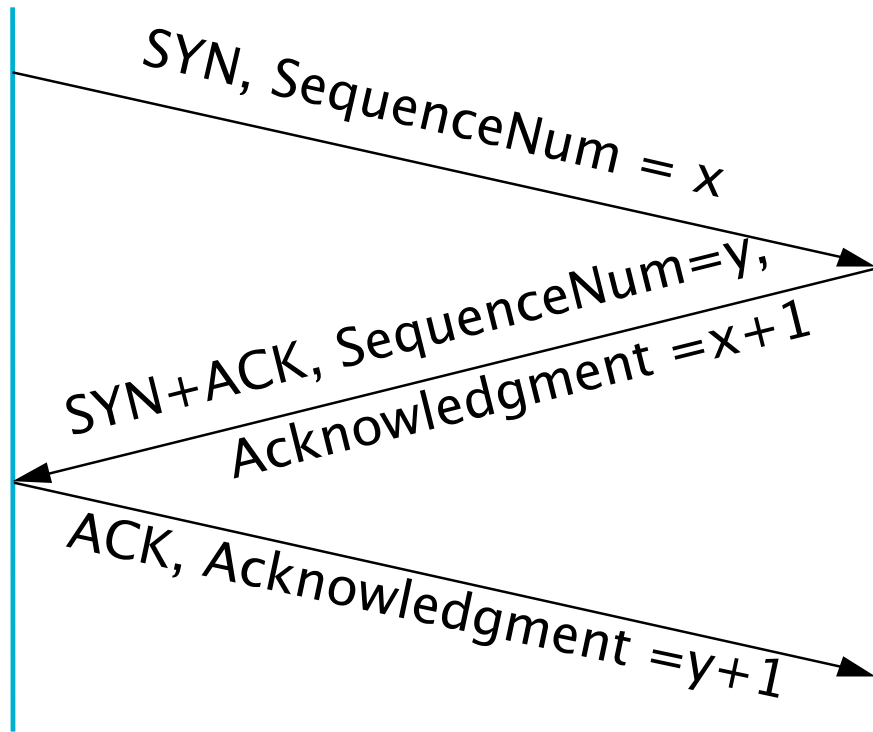 SYN, SequenceNum = x
SYN+ACK, SequenceNum=y,
Acknowledgment =x+1
ACK, Acknowledgment =y+1